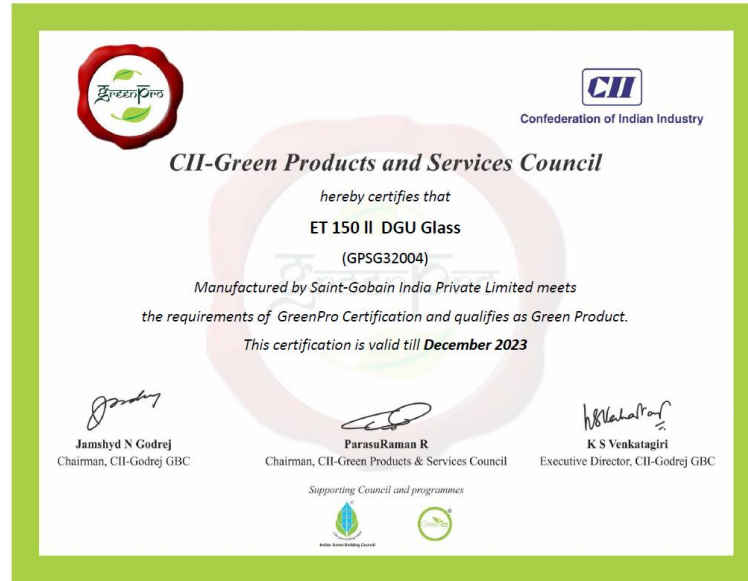 GreenPro
CII
Confederation of Indian Industry
CII-Green Products and Services Council
hereby certifies that
ET 150 ll DGU Glass
(GPSG32004)
Manufactured by Saint-Gobain India Private Limited meets
the requirements of GreenPro Certification and qualifies as Green Product.
This certification is valid till December 2023
Jamshyd N Godrej
Chairman, CII-Godrej GBC
ParasuRaman R
Chairman, CII-Green Products & Services Council
K S Venkatagiri
Executive Director, CII-Godrej GBC
Supporting Council and programmes
Indian Green Building Council